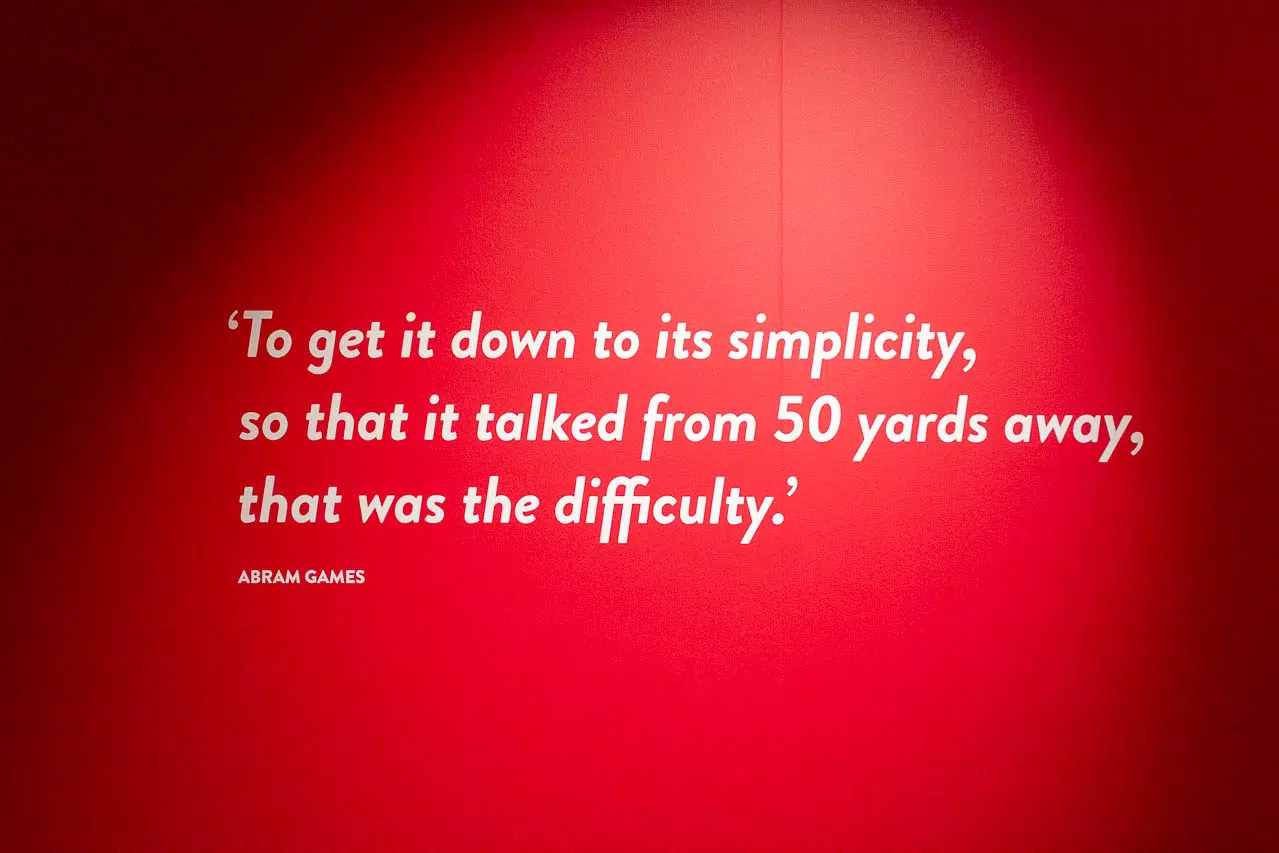 ‘To get it down to its simplicity,
so that it talked from 50 yards away,
that was the difficulty.’
ABRAM GAMES